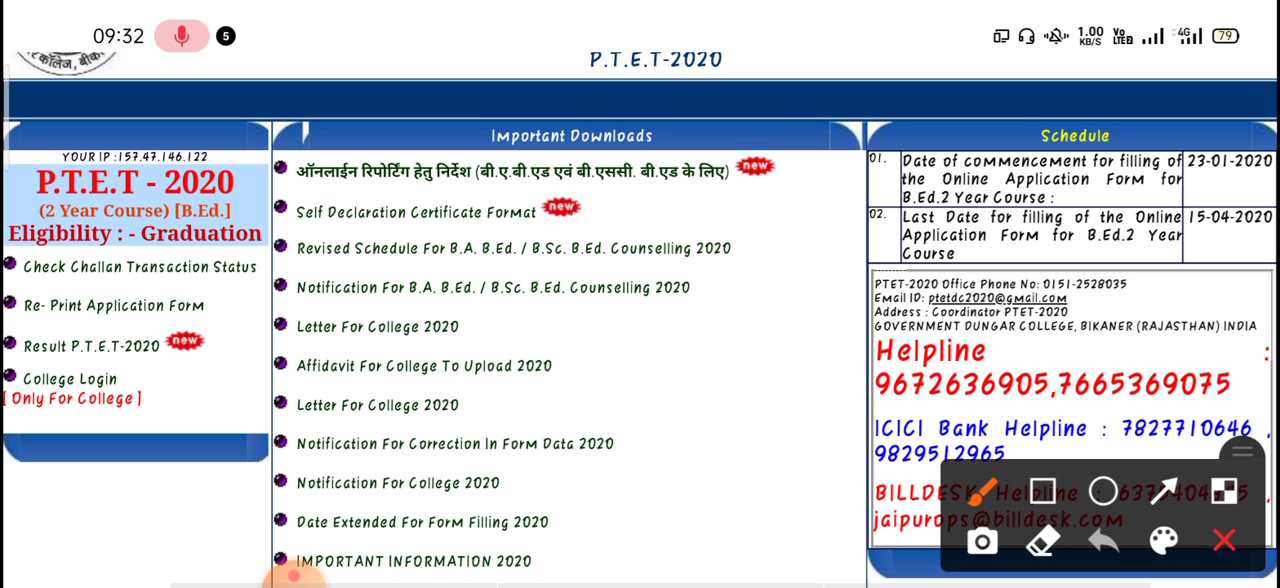 09:32
5
1.00 KB/S
Vo LTE2
4G
79
कॉलेज, बीका
P.T.E.T-2020
YOUR IP :157.47.146.122
P.T.E.T - 2020
(2 Year Course) [B.Ed.]
Eligibility : - Graduation
Check Challan Transaction Status
Re- Print Application Form
Result P.T.E.T-2020 new
College Login
[ Only For College ]
Important Downloads
ऑनलाईन रिपोर्टिंग हेतु निर्देश (बी.ए.बी.एड एवं बी.एससी. बी.एड के लिए) new
Self Declaration Certificate Format new
Revised Schedule For B.A. B.Ed. / B.Sc. B.Ed. Counselling 2020
Notification For B.A. B.Ed. / B.Sc. B.Ed. Counselling 2020
Letter For College 2020
Affidavit For College To Upload 2020
Letter For College 2020
Notification For Correction In Form Data 2020
Notification For College 2020
Date Extended For Form Filling 2020
IMPORTANT INFORMATION 2020
Schedule
01. Date of commencement for filling of 23-01-2020
the Online Application Form for
B.Ed.2 Year Course :
02. Last Date for filling of the Online 15-04-2020
Application Form for B.Ed.2 Year
Course
PTET-2020 Office Phone No: 0151-2528035
Email ID: ptetdc2020@gmail.com
Address : Coordinator PTET-2020
GOVERNMENT DUNGAR COLLEGE, BIKANER (RAJASTHAN) INDIA
Helpline :
9672636905,7665369075
ICICI Bank Helpline : 7827710646 ,
9829512965
BILLDESK Helpline :
jaipurops@billdesk.com